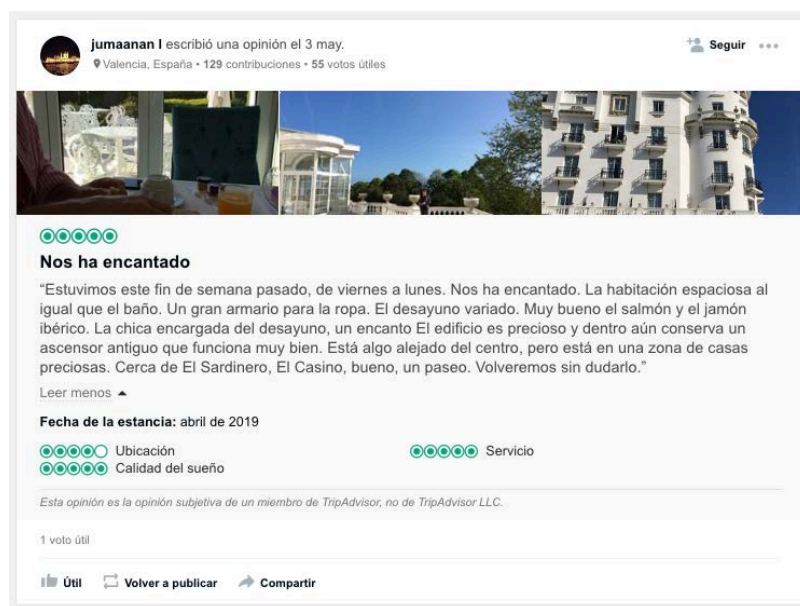 jumaanan I escribió una opinión el 3 may.
Seguir
Valencia, España • 129 contribuciones • 55 votos útiles
Nos ha encantado
“Estuvimos este fin de semana pasado, de viernes a lunes. Nos ha encantado. La habitación espaciosa al
igual que el baño. Un gran armario para la ropa. El desayuno variado. Muy bueno el salmón y el jamón
ibérico. La chica encargada del desayuno, un encanto El edificio es precioso y dentro aún conserva un
ascensor antiguo que funciona muy bien. Está algo alejado del centro, pero está en una zona de casas
preciosas. Cerca de El Sardinero, El Casino, bueno, un paseo. Volveremos sin dudarlo.”
Leer menos
Fecha de la estancia: abril de 2019
Ubicación
Servicio
Calidad del sueño
Esta opinión es la opinión subjetiva de un miembro de TripAdvisor, no de TripAdvisor LLC.
1 voto útil
Útil Volver a publicar Compartir